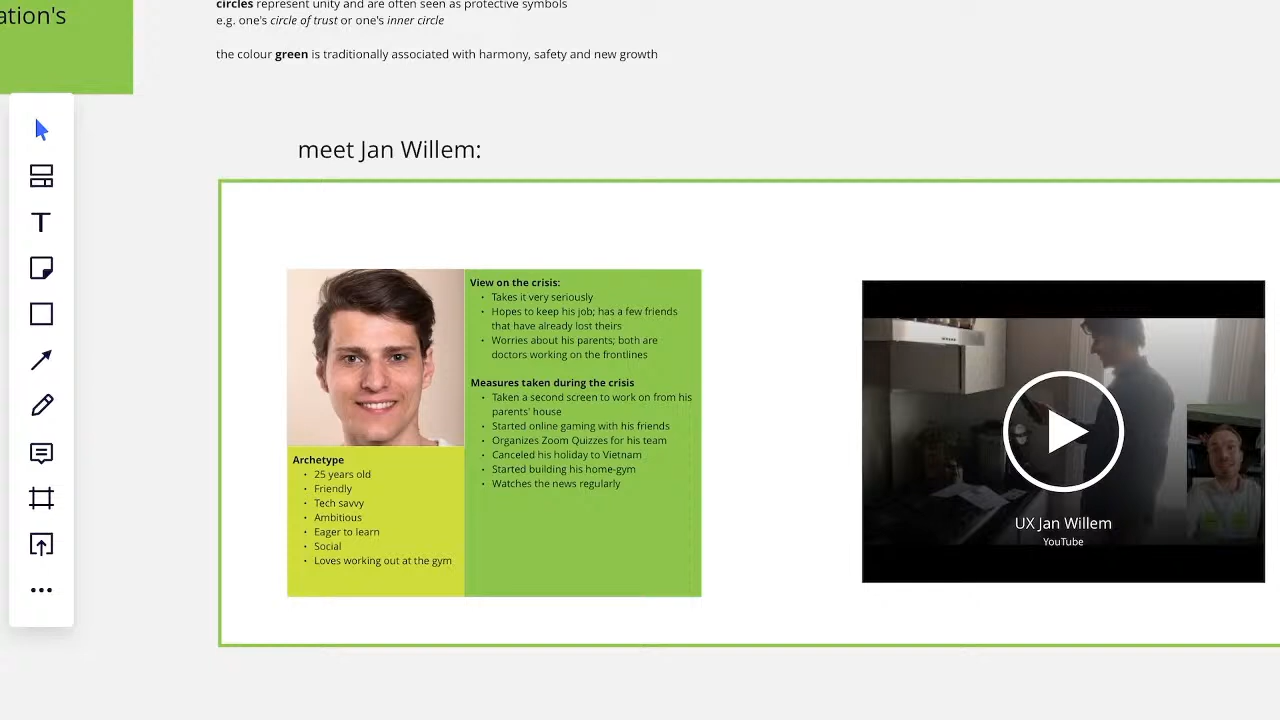 ation's
circles represent unity and are often seen as protective symbols
e.g. one's circle of trust or one's inner circle
the colour green is traditionally associated with harmony, safety and new growth
meet Jan Willem:
View on the crisis:
• Takes it very seriously
• Hopes to keep his job; has a few friends
that have already lost theirs
• Worries about his parents; both are
doctors working on the frontlines
Measures taken during the crisis
• Taken a second screen to work on from his
parents' house
• Started online gaming with his friends
• Organizes Zoom Quizzes for his team
• Canceled his holiday to Vietnam
• Started building his home-gym
• Watches the news regularly
Archetype
• 25 years old
• Friendly
• Tech savvy
• Ambitious
• Eager to learn
• Social
• Loves working out at the gym
UX Jan Willem
YouTube